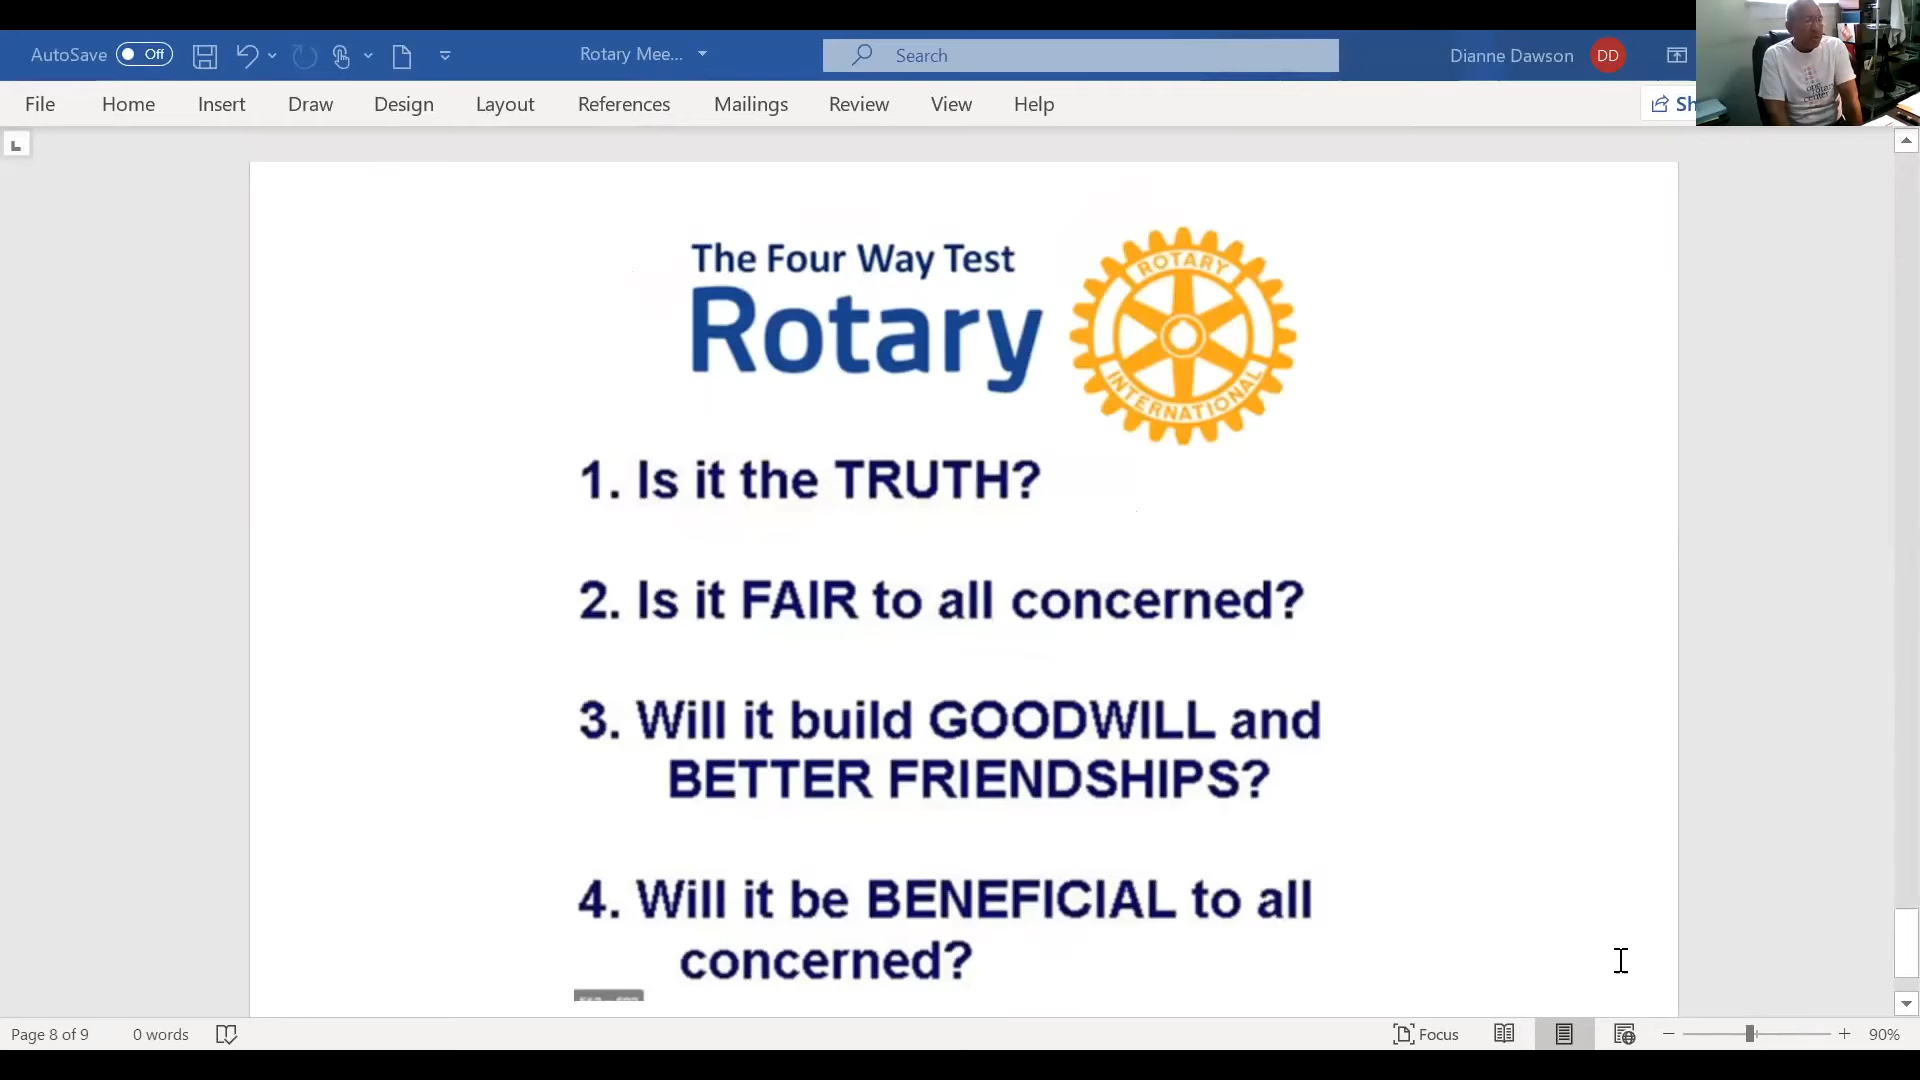 AutoSave Off Rotary Mee... Search Dianne Dawson DD
File Home Insert Draw Design Layout References Mailings Review View Help Sh
The Four Way Test
Rotary
ROTARY
INTERNATIONAL
1. Is it the TRUTH?
2. Is it FAIR to all concerned?
3. Will it build GOODWILL and
BETTER FRIENDSHIPS?
4. Will it be BENEFICIAL to all
concerned?
Page 8 of 9 0 words Focus 90%